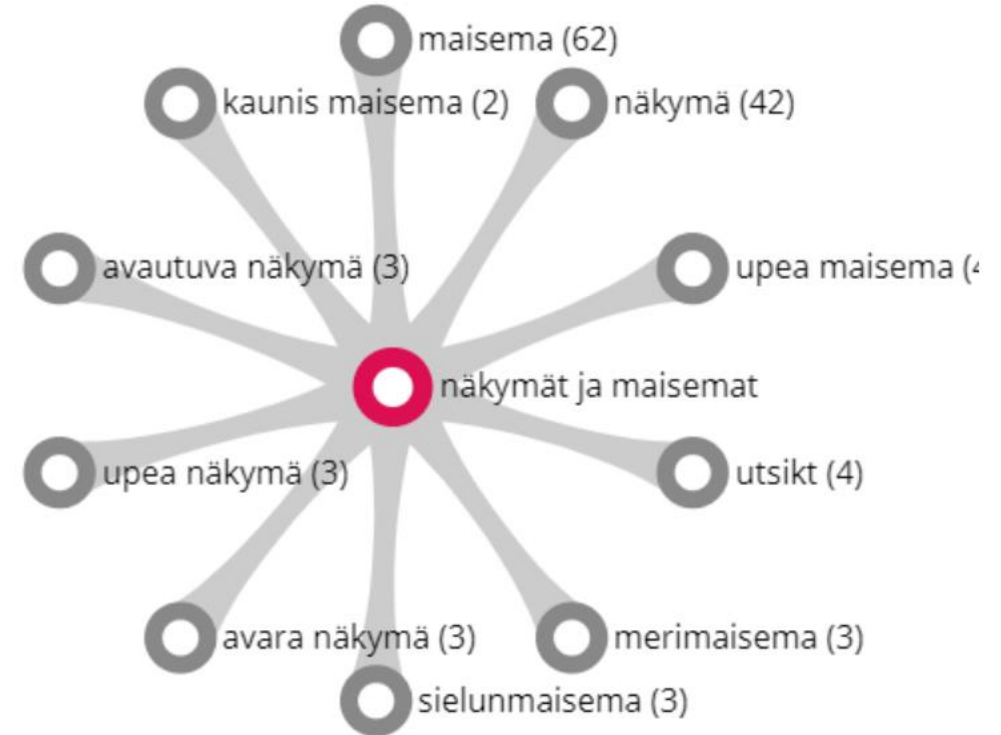 maisema (62)
kaunis maisema (2)
näkymä (42)
avautuva näkymä (3)
upea maisema (4
näkymät ja maisemat
upea näkymä (3)
utsikt (4)
avara näkymä (3)
merimaisema (3)
sielunmaisema (3)